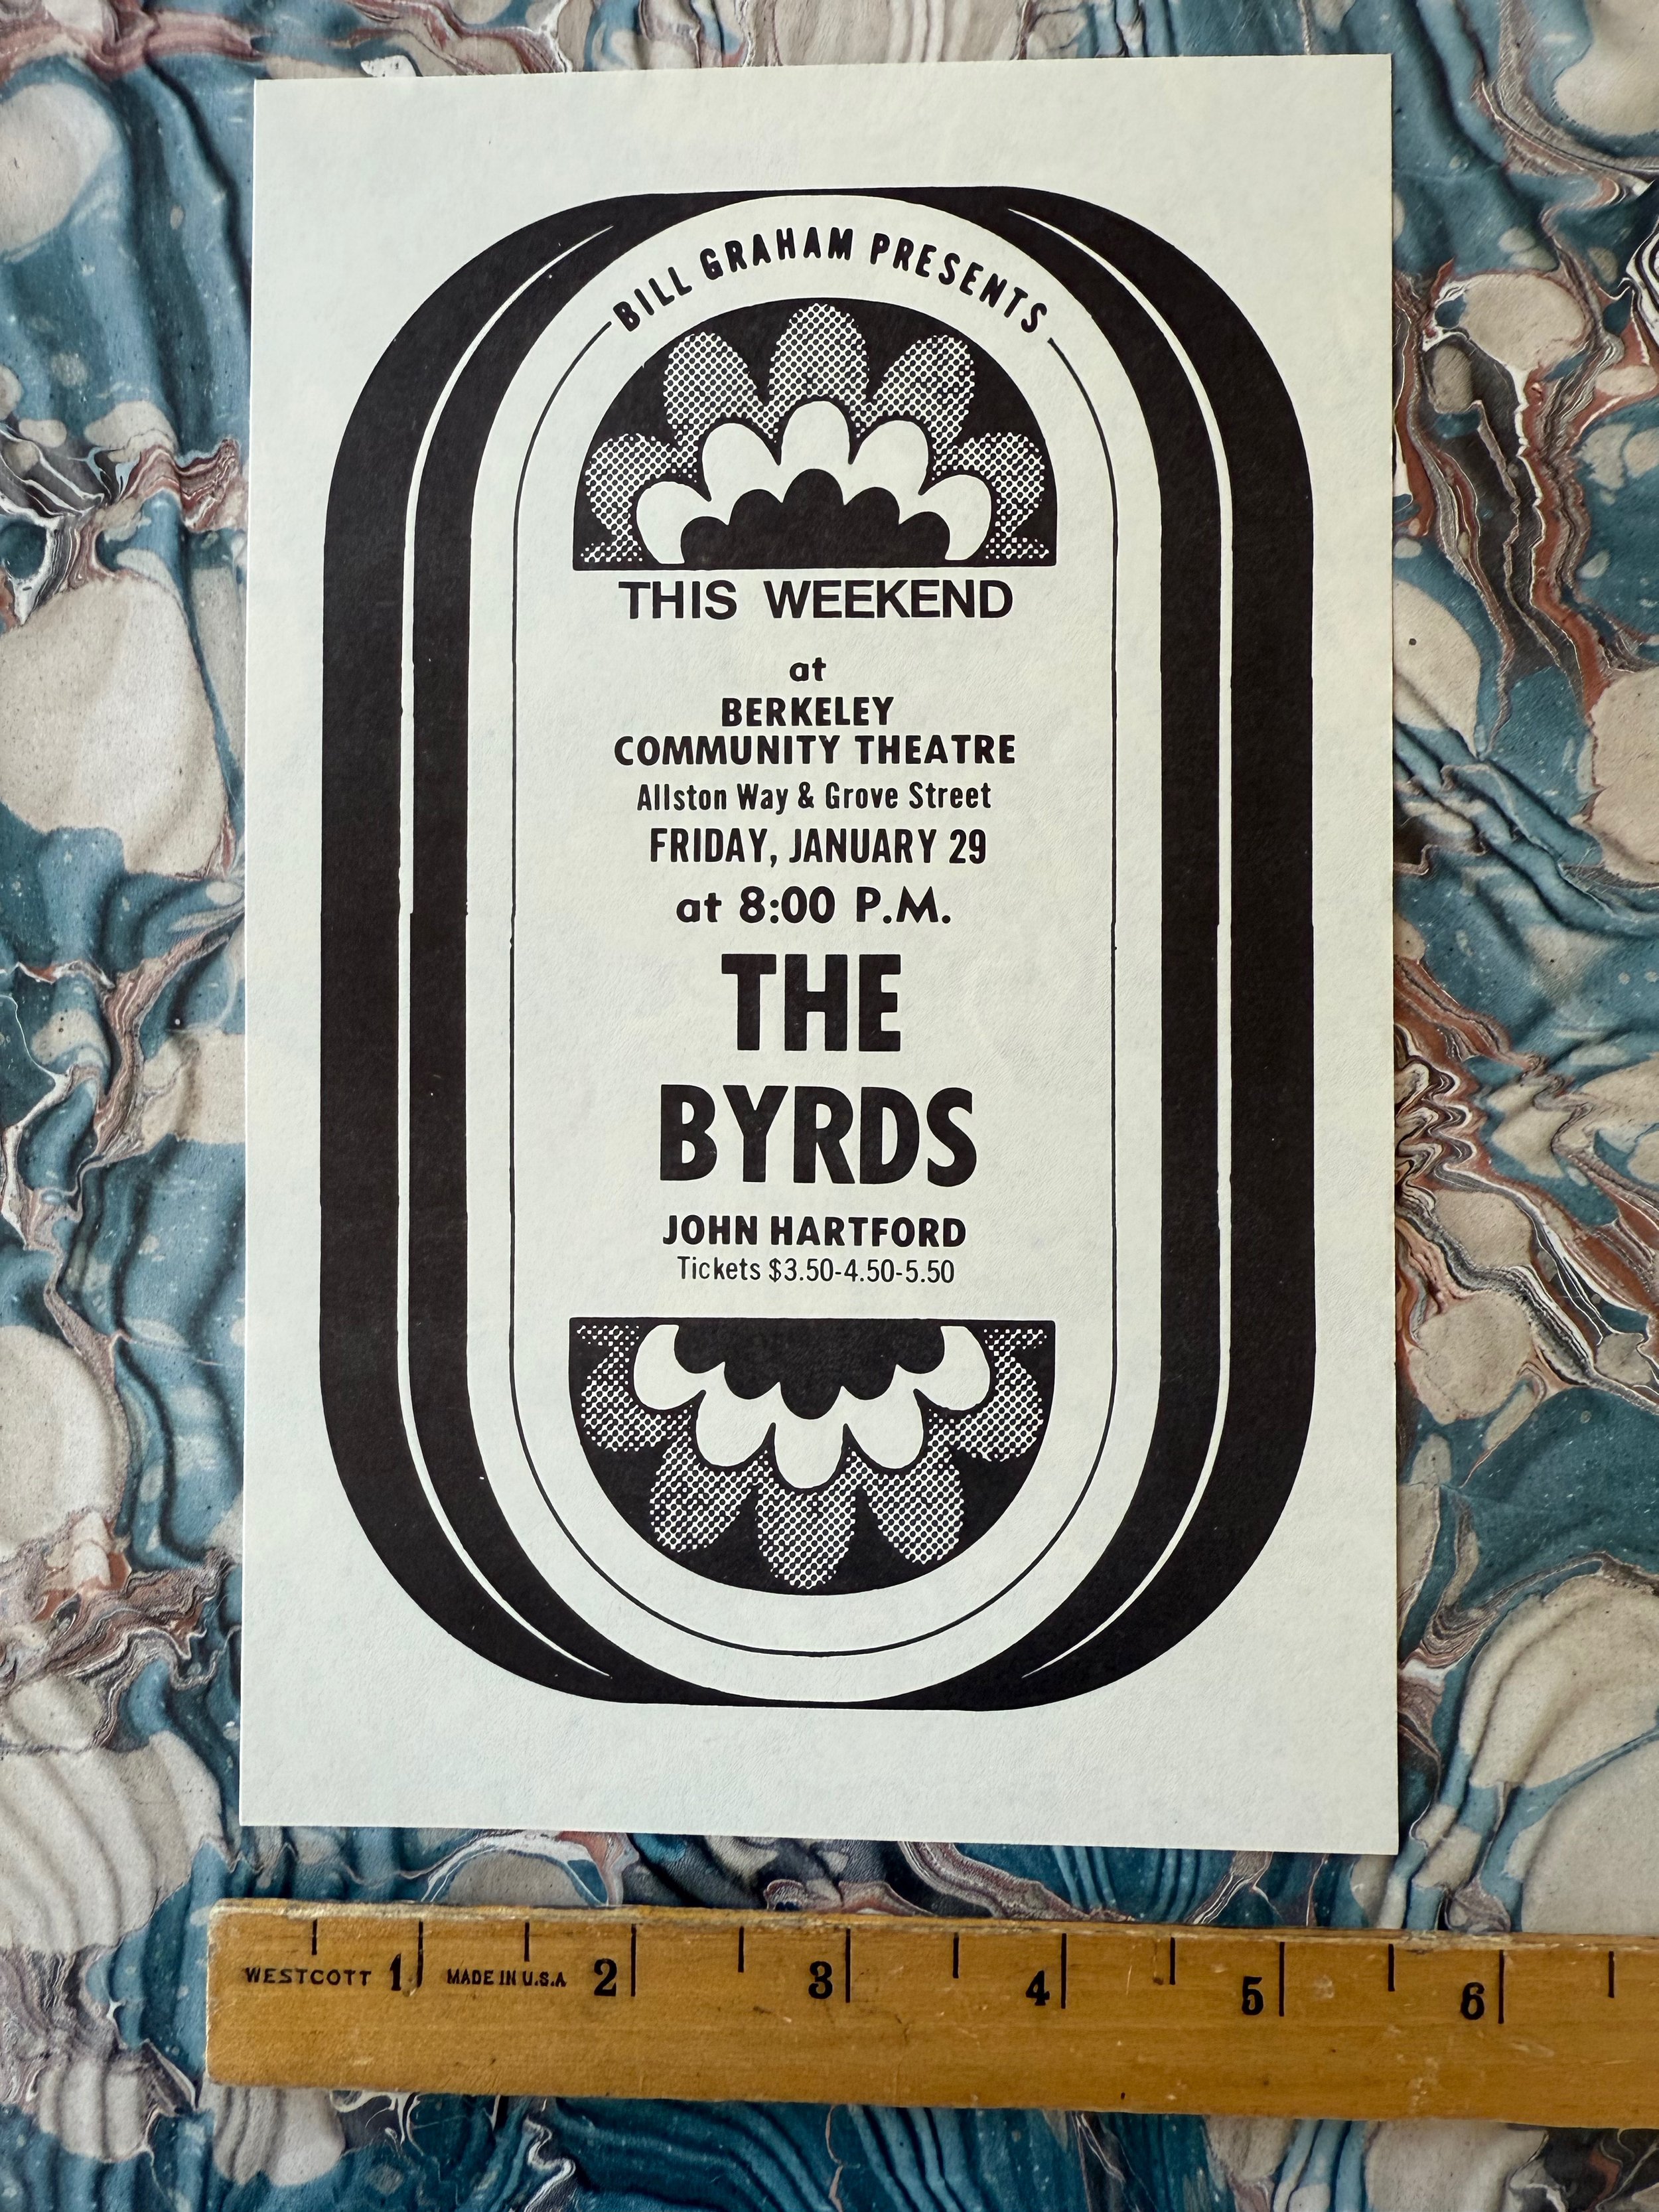 BILL GRAHAM PRESENTS
THIS WEEKEND
at
BERKELEY
COMMUNITY THEATRE
Allston Way & Grove Street
FRIDAY, JANUARY 29
at 8:00 P.M.
THE
BYRDS
JOHN HARTFORD
Tickets $3.50-4.50-5.50
WESTCOTT 1 MADE IN U.S.A 2 3 4 5 6